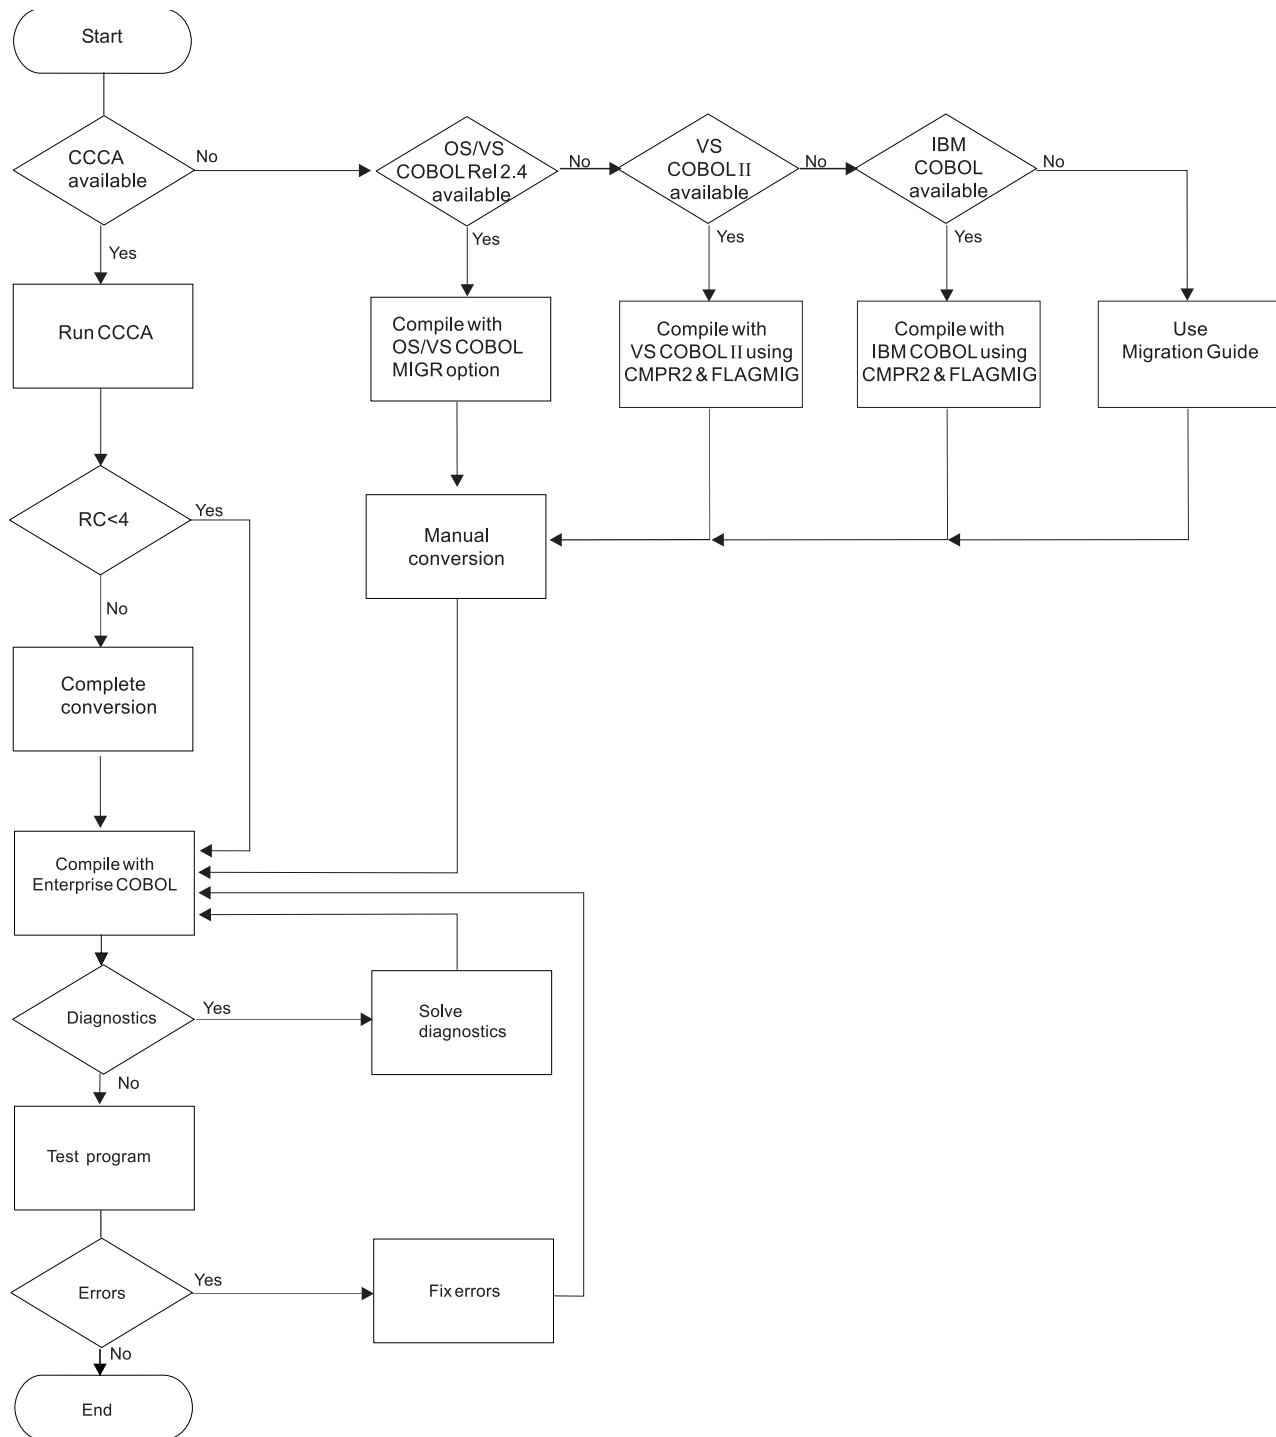 Start
CCCA
available
No
OS/VS
COBOL Rel 2.4
available
No
VS
COBOL II
available
No
IBM
COBOL available
No
Yes
Yes
Yes
Yes
Run CCCA
Compile with
OS/VS COBOL
MIGR option
Compile with
VS COBOL II using
CMPR2 & FLAGMIG
Compile with
IBM COBOL using
CMPR2 & FLAGMIG
Use
Migration Guide
RC<4
Yes
Manual
conversion
No
Complete
conversion
Compile with
Enterprise COBOL
Diagnostics
Yes
Solve
diagnostics
No
Test program
Errors
Yes
Fix errors
No
End